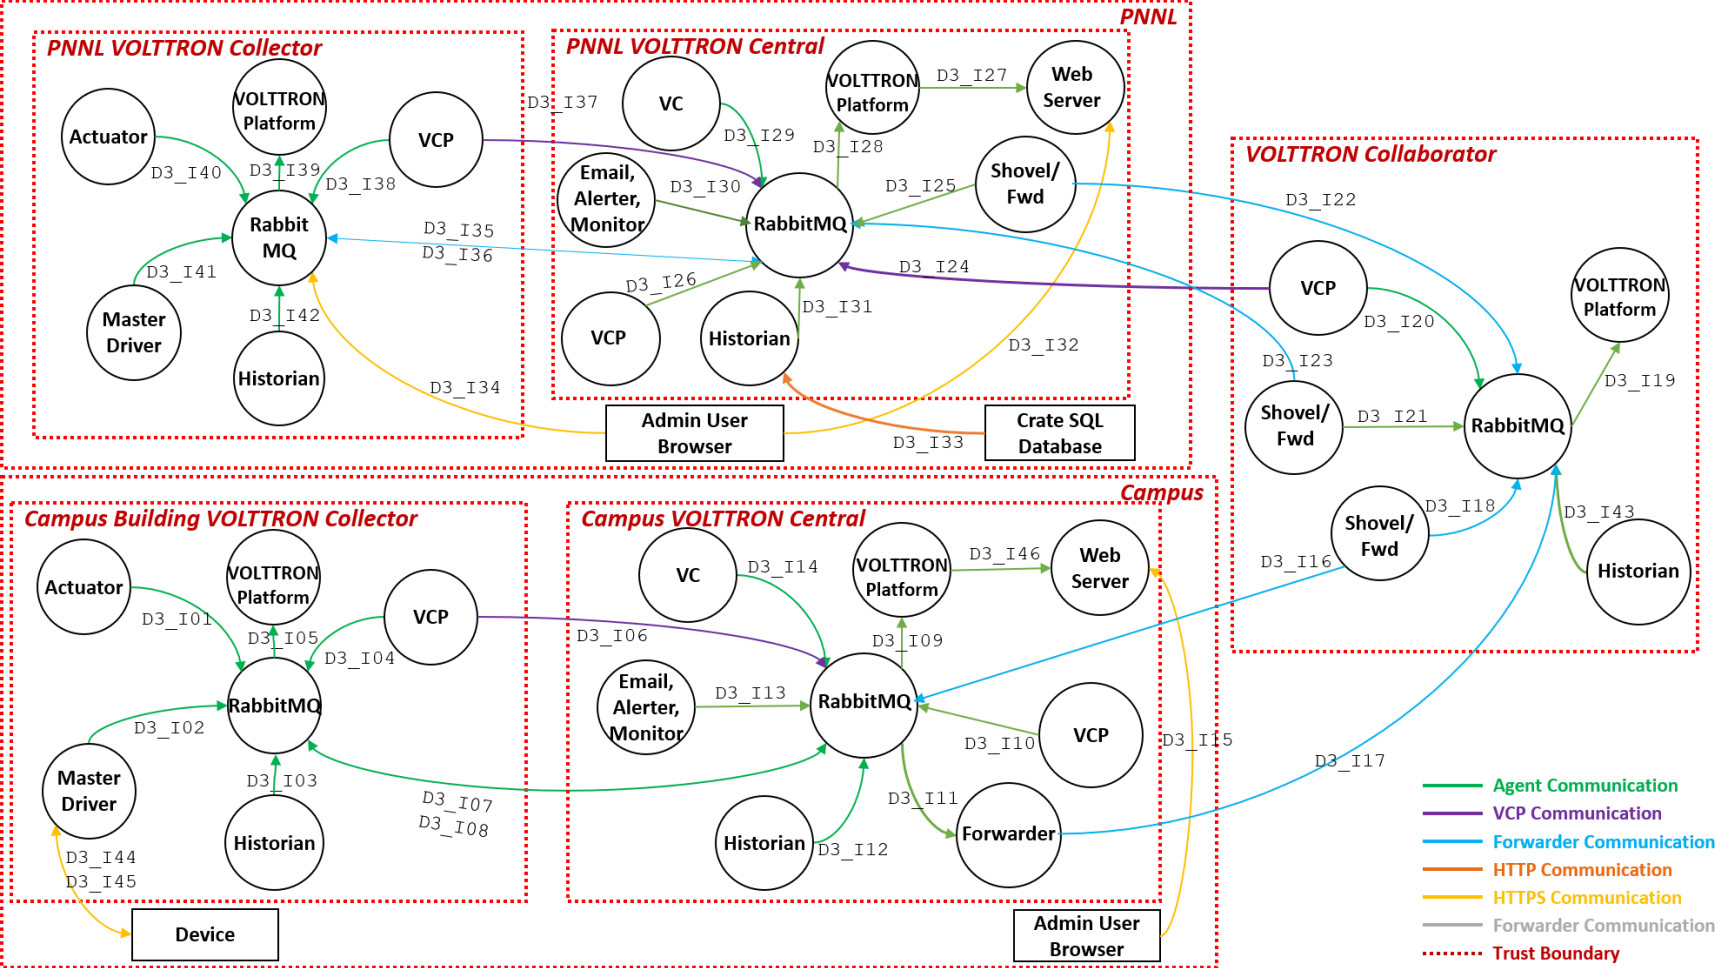 PNNL
PNNL VOLTTRON Collector
Actuator
VOLTTRON
Platform
VCP
D3_I40
D3_I39
D3_I38
Rabbit
MQ
D3_I41
Master
Driver
D3_I42
Historian
D3_I37
D3_I35
D3_I36
D3_I34
PNNL VOLTTRON Central
VC
VOLTTRON
Platform
D3_I27
Web
Server
D3_I29
D3_I28
Email,
Alerter,
Monitor
D3_I30
D3_I25
Shovel/
Fwd
RabbitMQ
D3_I24
D3_I26
D3_I31
VCP
Historian
D3_I32
Admin User
Browser
D3_I33
Crate SQL
Database
VOLTTRON Collaborator
D3_I22
VCP
VOLTTRON
Platform
D3_I20
D3_I23
D3_I19
Shovel/
Fwd
D3_I21
RabbitMQ
D3_I18
Shovel/
Fwd
D3_I43
D3_I16
Historian
D3_I17
Campus
Campus Building VOLTTRON Collector
Actuator
VOLTTRON
Platform
VCP
D3_I01
D3_I05
D3_I04
RabbitMQ
D3_I02
D3_I03
Master
Driver
Historian
D3_I44
D3_I45
Device
D3_I06
D3_I07
D3_I08
Campus VOLTTRON Central
VC
D3_I14
VOLTTRON
Platform
D3_I46
Web
Server
D3_I09
Email,
Alerter,
Monitor
D3_I13
RabbitMQ
D3_I10
VCP
D3_I15
D3_I11
Historian
D3_I12
Forwarder
Admin User
Browser
Agent Communication
VCP Communication
Forwarder Communication
HTTP Communication
HTTPS Communication
Forwarder Communication
Trust Boundary